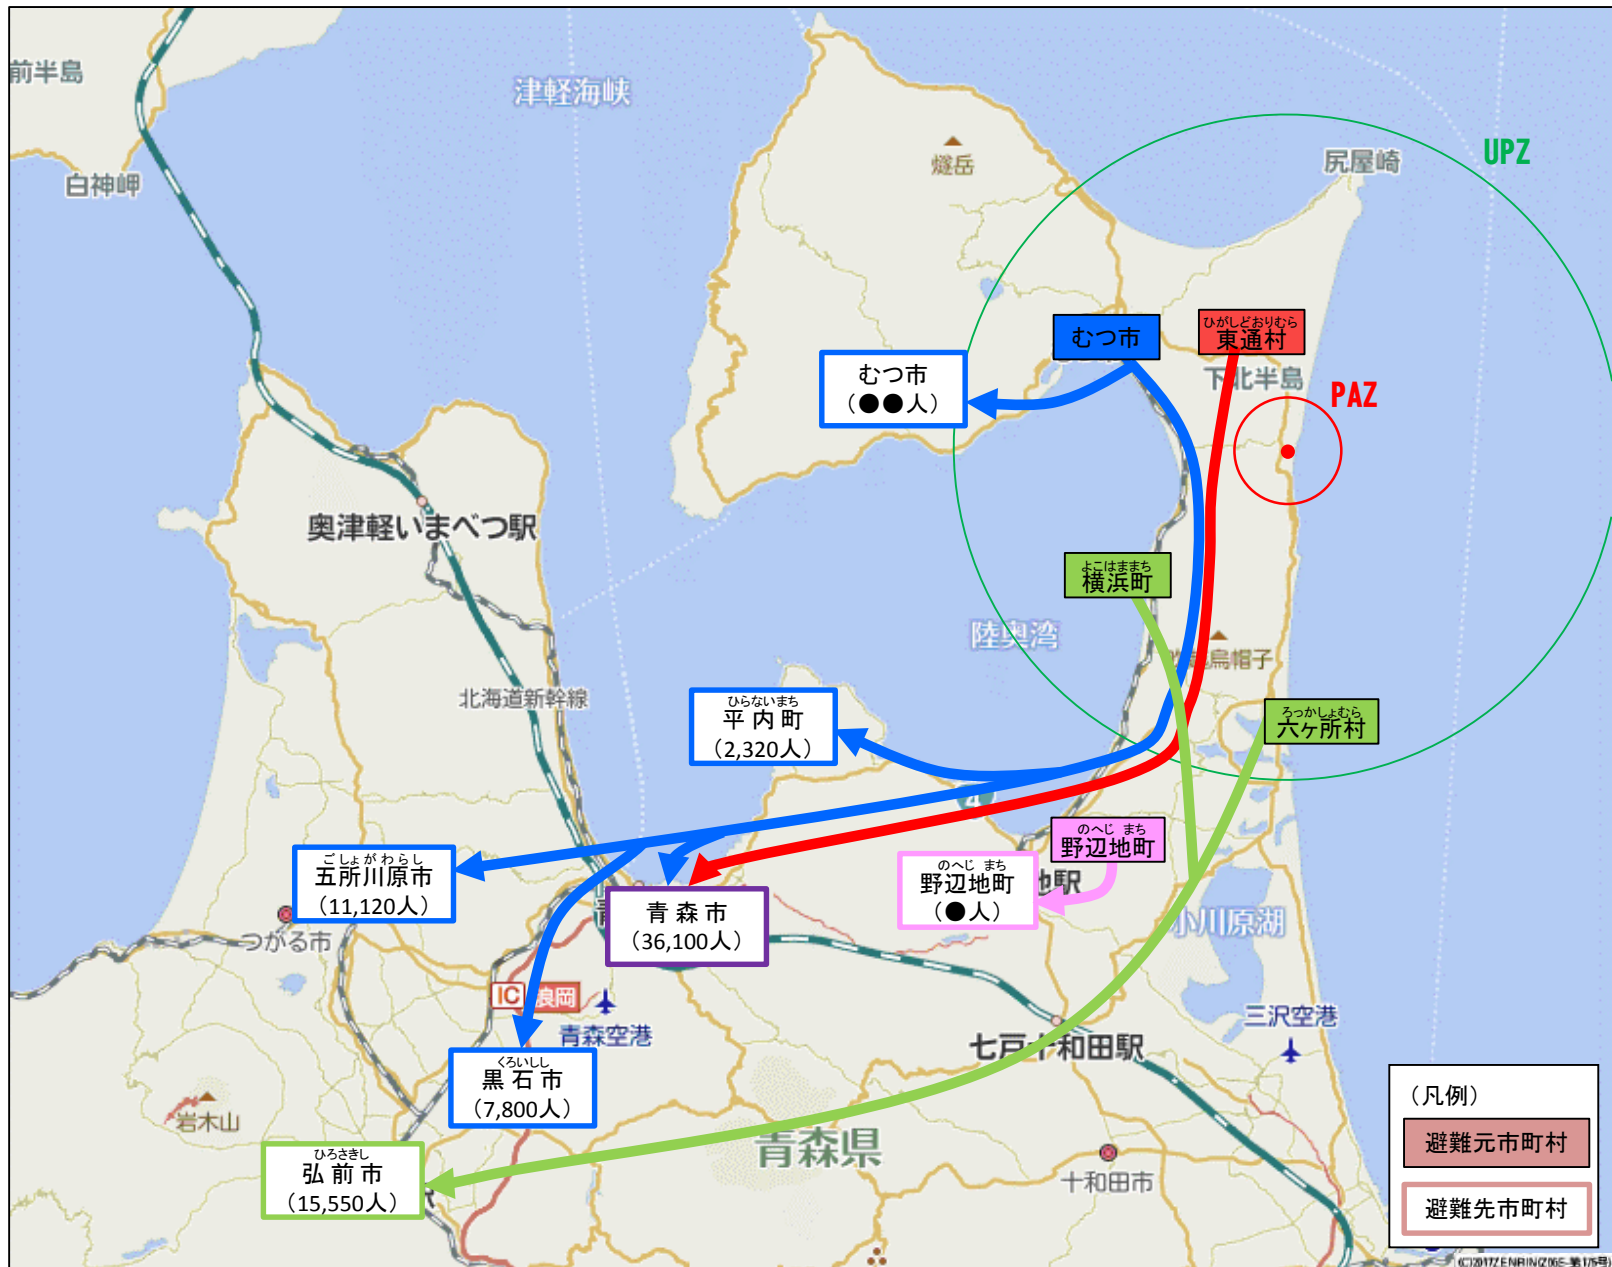 前半島
津軽海峡
白神岬
燧岳
尻屋崎
UPZ
むつ市
ひがしどおりむら
東通村
下北半島
むつ市
（●●人）
PAZ
奥津軽いまべつ駅
よこはままち
横浜町
陸奥湾
烏帽子
北海道新幹線
ひらないまち
平内町
（2,320人）
ろっかしょむら
六ヶ所村
4
のへじ まち
野辺地町
ごしょがわらし
五所川原市
（11,120人）
のへじ まち
野辺地町
（●人）
地駅
青森市
（36,100人）
つがる市
小川原湖
IC 浪岡
青森空港
三沢空港
七戸十和田駅
くろいしし
黒石市
（7,800人）
岩木山
青森県
ひろさきし
弘前市
（15,550人）
十和田市
（凡例）
避難元市町村
避難先市町村